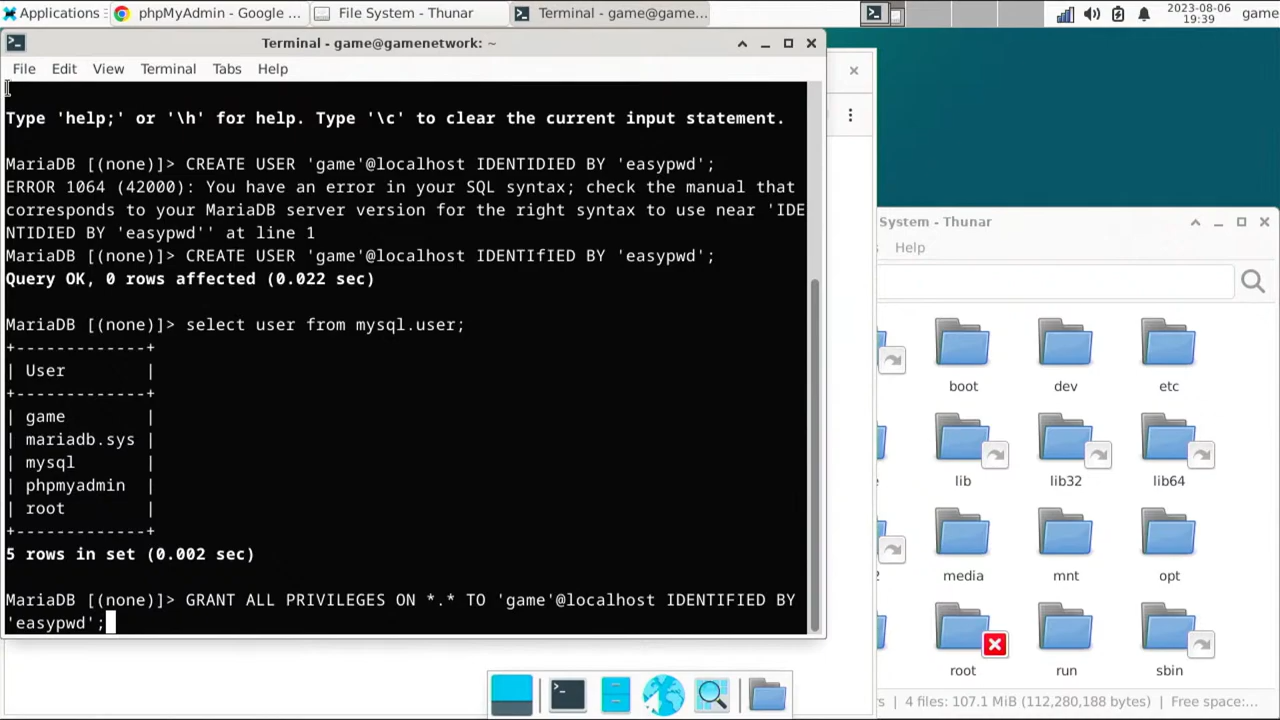 Applications
phpMyAdmin - Google ...
File System - Thunar
Terminal - game@game...
2023-08-06
19:39
game
Terminal - game@gamenetwork: ~
File Edit View Terminal Tabs Help
Type 'help;' or '\h' for help. Type '\c' to clear the current input statement.
MariaDB [(none)]> CREATE USER 'game'@localhost IDENTIDIED BY 'easypwd';
ERROR 1064 (42000): You have an error in your SQL syntax; check the manual that
corresponds to your MariaDB server version for the right syntax to use near 'IDE
NTIDIED BY 'easypwd'' at line 1
MariaDB [(none)]> CREATE USER 'game'@localhost IDENTIfIED BY 'easypwd';
Query OK, 0 rows affected (0.022 sec)
MariaDB [(none)]> select user from mysql.user;
+-------------+
| User        |
+-------------+
| game        |
| mariadb.sys |
| mysql       |
| phpmyadmin  |
| root        |
+-------------+
5 rows in set (0.002 sec)
MariaDB [(none)]> GRANT ALL PRIVILEGES ON *.* TO 'game'@localhost IDENTIFIED BY
'easypwd';
System - Thunar
Help
boot dev etc
lib lib32 lib64
media mnt opt
root run sbin
| 4 files: 107.1 MiB (112,280,188 bytes) | Free space:...